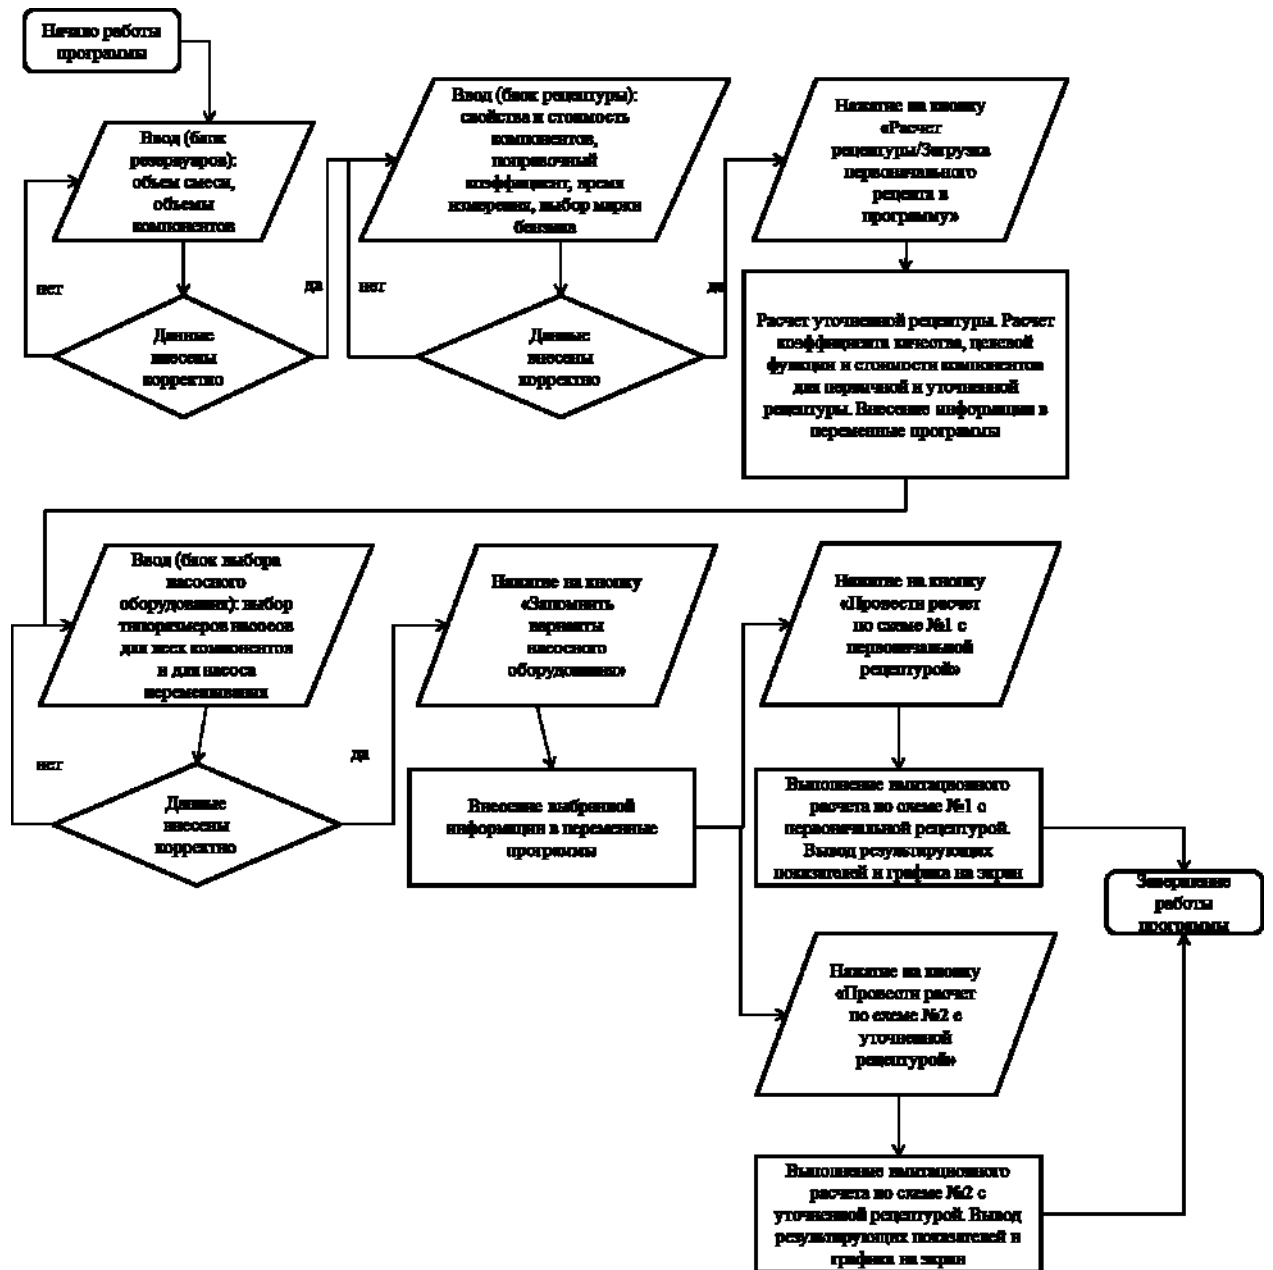 Начало работы
программы
Ввод (блок
резервуаров):
объем смеси,
объемы
компонентов
нет
да
Данные
внесены
корректно
Ввод (блок рецептуры):
свойства и стоимость
компонентов,
поправочный
коэффициент, время
измерения, выбор марки
бензина
нет
да
Данные
внесены
корректно
Нажатие на кнопку
«Расчет
рецептуры/Загрузка
первоначального
рецепта в
программу»
Расчет уточненной рецептуры. Расчет
коэффициента качества, целевой
функции и стоимости компонентов
для первичной и уточненной
рецептуры. Внесение информации в
переменные программы
Ввод (блок выбора
насосного
оборудования): выбор
типоразмеров насосов
для всех компонентов
и для насоса
перемешивания
нет
да
Данные
внесены
корректно
Нажатие на кнопку
«Запомнить
варианты
насосного
оборудования»
Внесение выбранной
информации в переменные
программы
Нажатие на кнопку
«Провести расчет
по схеме №1 с
первоначальной
рецептурой»
Выполнение имитационного
расчета по схеме №1 с
первоначальной рецептурой.
Вывод результирующих
показателей и графика на экран
Завершение
работы
программы
Нажатие на кнопку
«Провести расчет
по схеме №2 с
уточненной
рецептурой»
Выполнение имитационного
расчета по схеме №2 с
уточненной рецептурой. Вывод
результирующих показателей и
графика на экран